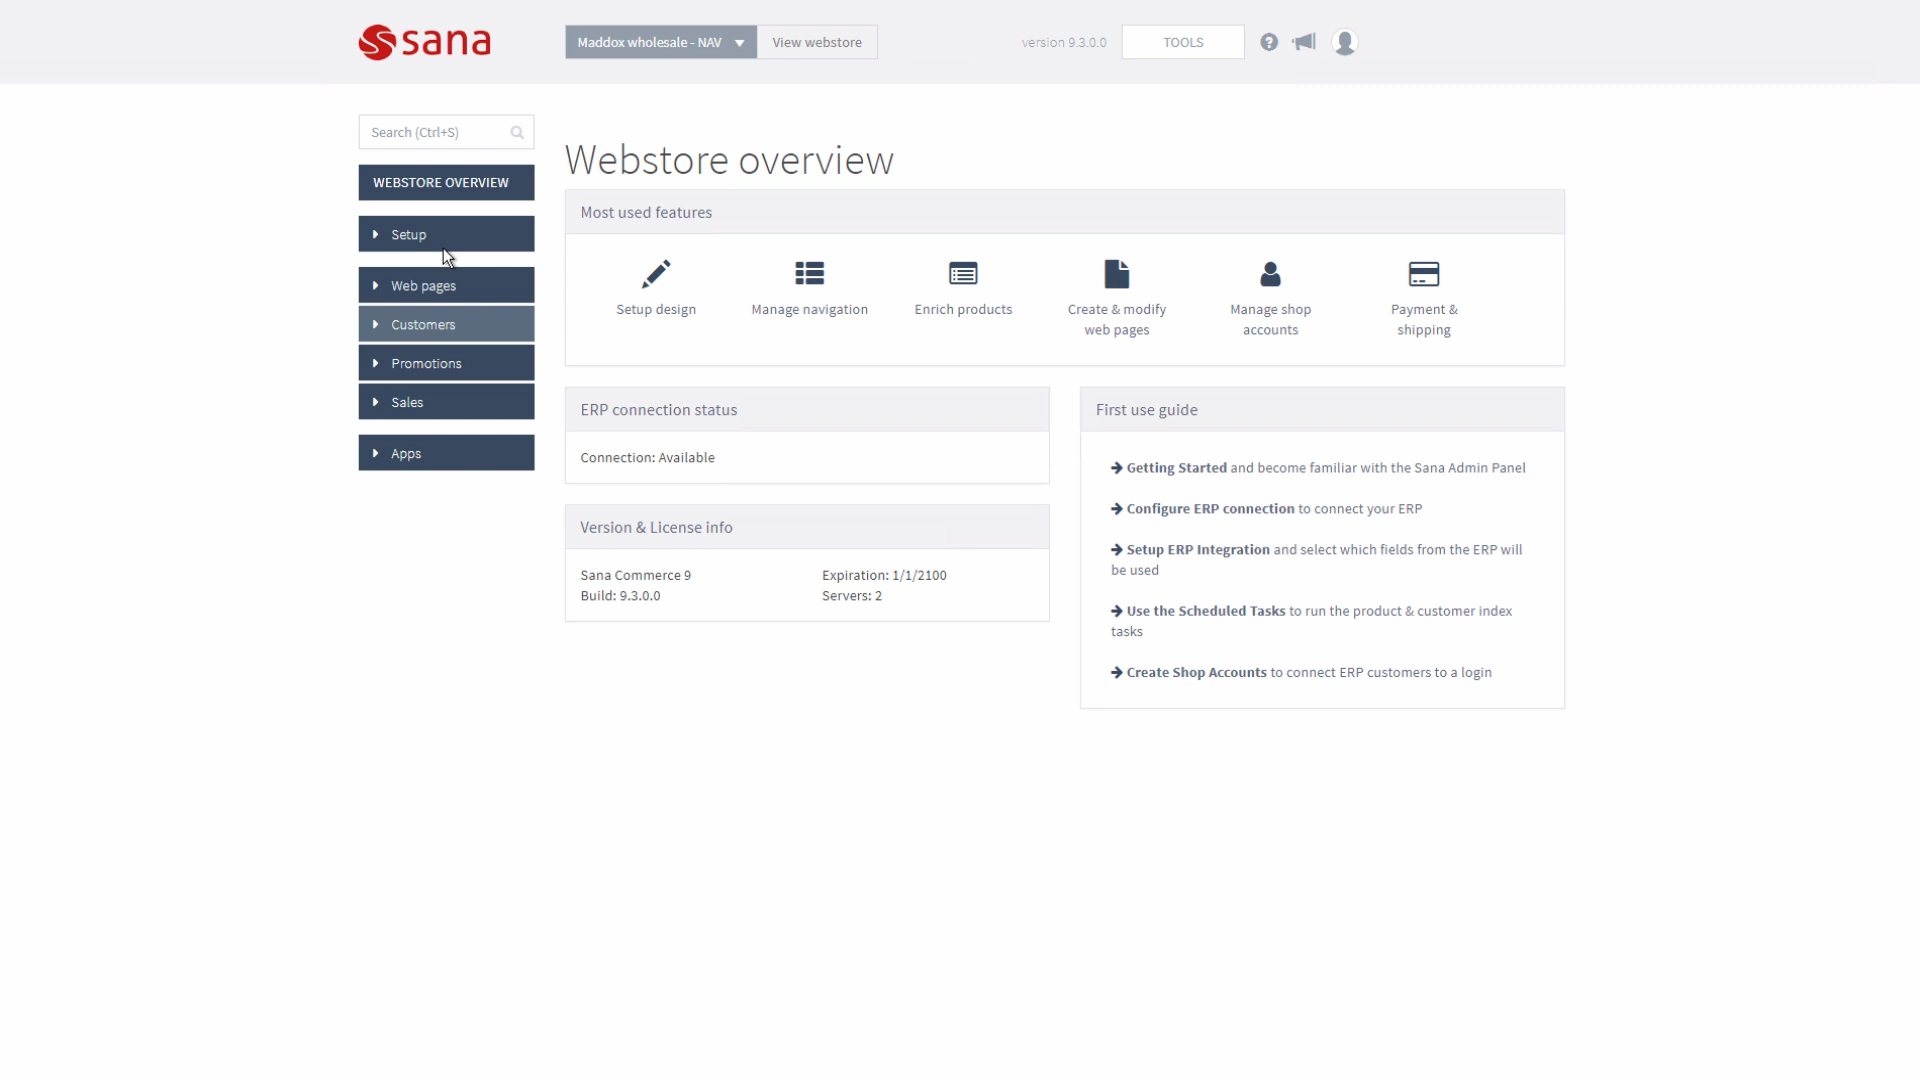 sana
Maddox wholesale - NAV
View webstore
version 9.3.0.0
TOOLS
Search (Ctrl+S)
WEBSTORE OVERVIEW
Setup
Web pages
Customers
Promotions
Sales
Apps
Webstore overview
Most used features
Setup design
Manage navigation
Enrich products
Create & modify
web pages
Manage shop
accounts
Payment &
shipping
ERP connection status
Connection: Available
Version & License info
Sana Commerce 9
Build: 9.3.0.0
Expiration: 1/1/2100
Servers: 2
First use guide
Getting Started and become familiar with the Sana Admin Panel
Configure ERP connection to connect your ERP
Setup ERP Integration and select which fields from the ERP will
be used
Use the Scheduled Tasks to run the product & customer index
tasks
Create Shop Accounts to connect ERP customers to a login